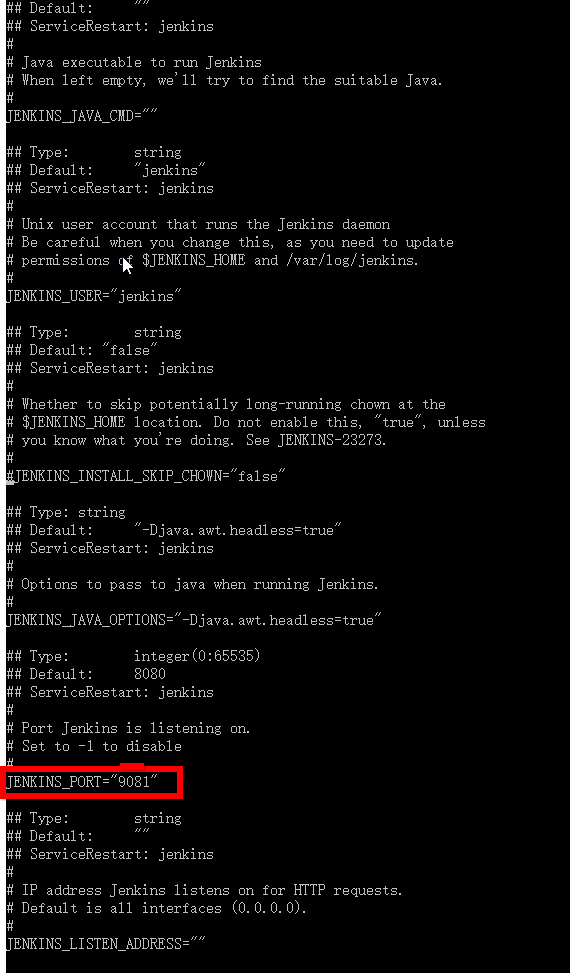 ## Default:     ""
## ServiceRestart: jenkins
#
# Java executable to run Jenkins
# When left empty, we'll try to find the suitable Java.
#
JENKINS_JAVA_CMD=""
## Type:        string
## Default:     "jenkins"
## ServiceRestart: jenkins
#
# Unix user account that runs the Jenkins daemon
# Be careful when you change this, as you need to update
# permissions of $JENKINS_HOME and /var/log/jenkins.
#
JENKINS_USER="jenkins"
## Type:        string
## Default: "false"
## ServiceRestart: jenkins
#
# Whether to skip potentially long-running chown at the
# $JENKINS_HOME location. Do not enable this, "true", unless
# you know what you're doing. See JENKINS-23273.
#
#JENKINS_INSTALL_SKIP_CHOWN="false"
## Type: string
## Default:     "-Djava.awt.headless=true"
## ServiceRestart: jenkins
#
# Options to pass to java when running Jenkins.
#
JENKINS_JAVA_OPTIONS="-Djava.awt.headless=true"
## Type:        integer(0:65535)
## Default:     8080
## ServiceRestart: jenkins
#
# Port Jenkins is listening on.
# Set to -1 to disable
#
JENKINS_PORT="9081"
## Type:        string
## Default:     ""
## ServiceRestart: jenkins
#
# IP address Jenkins listens on for HTTP requests.
# Default is all interfaces (0.0.0.0).
#
JENKINS_LISTEN_ADDRESS=""